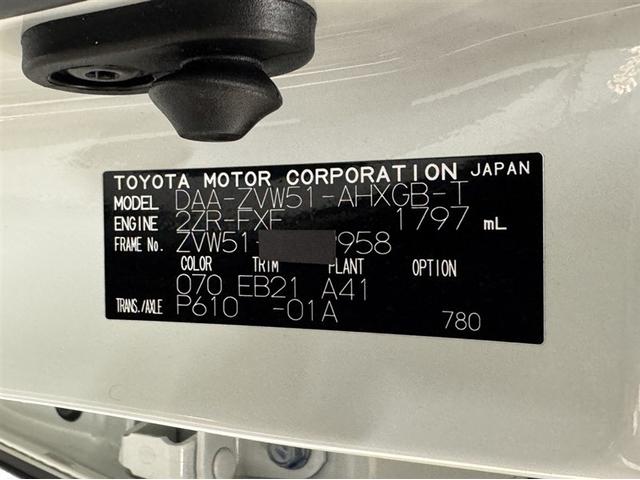 TOYOTA MOTOR CORPORATION JAPAN
MODEL DAA-ZVW51-AHXGB-T
ENGINE 2ZR-FXE 1797 mL
FRAME No. ZVW51- 958
COLOR TRIM PLANT OPTION
070 EB21 A41
TRANS./AXLE P610 -01A
780